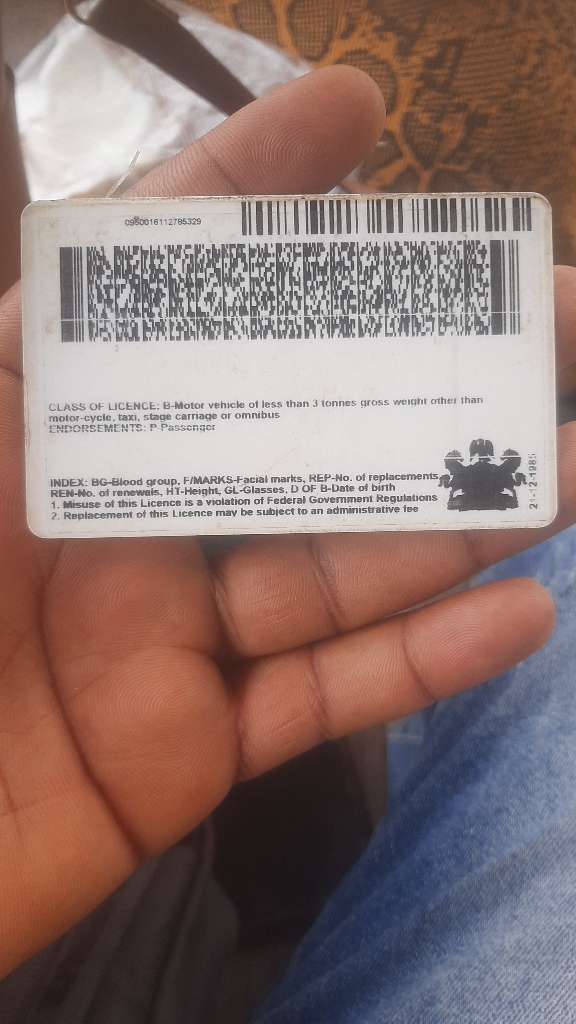 0950016112785329
CLASS OF LICENCE: B-Motor vehicle of less than 3 tonnes gross weight other than
motor-cycle, taxi, stage carriage or omnibus
ENDORSEMENTS: P-Passenger
INDEX: BG-Blood group, F/MARKS-Facial marks, REP-No. of replacements,
REN-No. of renewals, HT-Height, GL-Glasses, D OF B-Date of birth
1. Misuse of this Licence is a violation of Federal Government Regulations
2. Replacement of this Licence may be subject to an administrative fee
21-12-1985